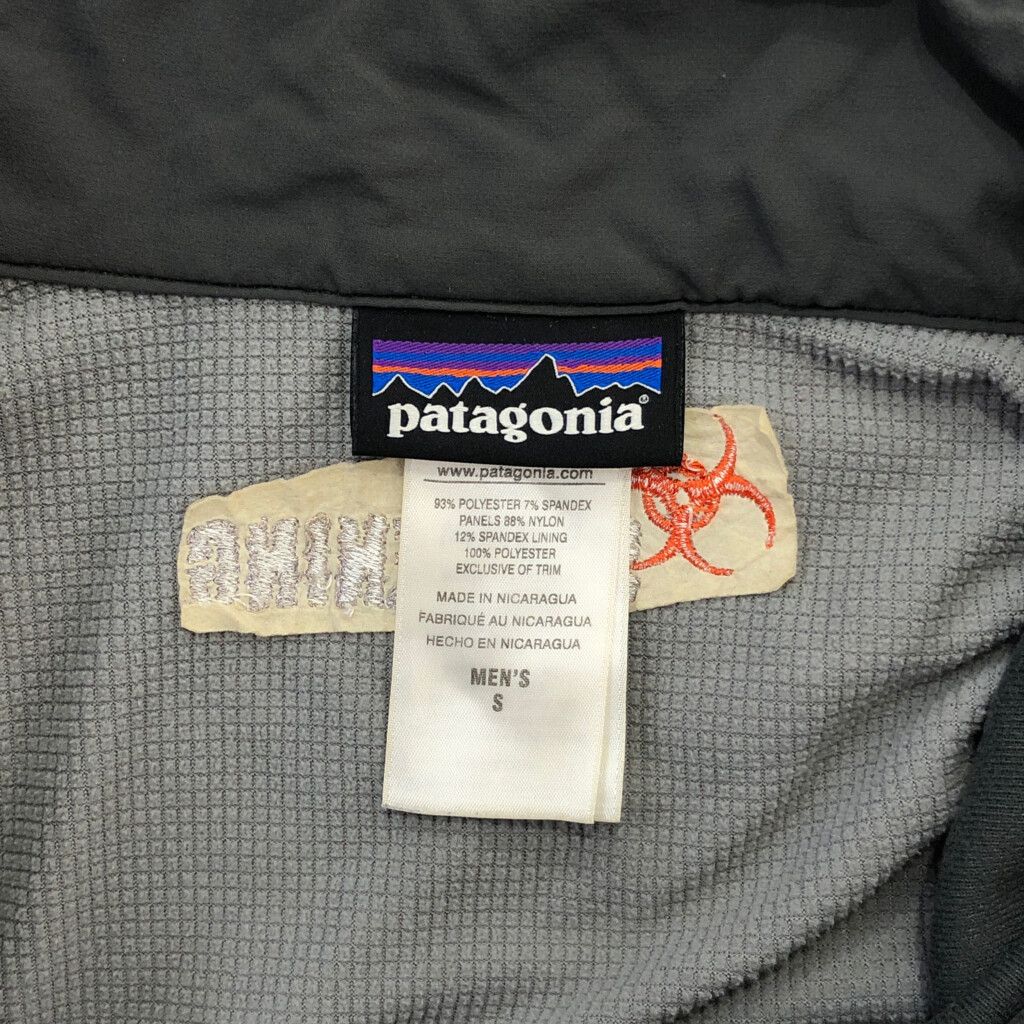 patagonia®
www.patagonia.com
93% POLYESTER 7% SPANDEX
PANELS 88% NYLON
12% SPANDEX LINING
100% POLYESTER
EXCLUSIVE OF TRIM
MADE IN NICARAGUA
FABRIQUÉ AU NICARAGUA
HECHO EN NICARAGUA
MEN'S
S